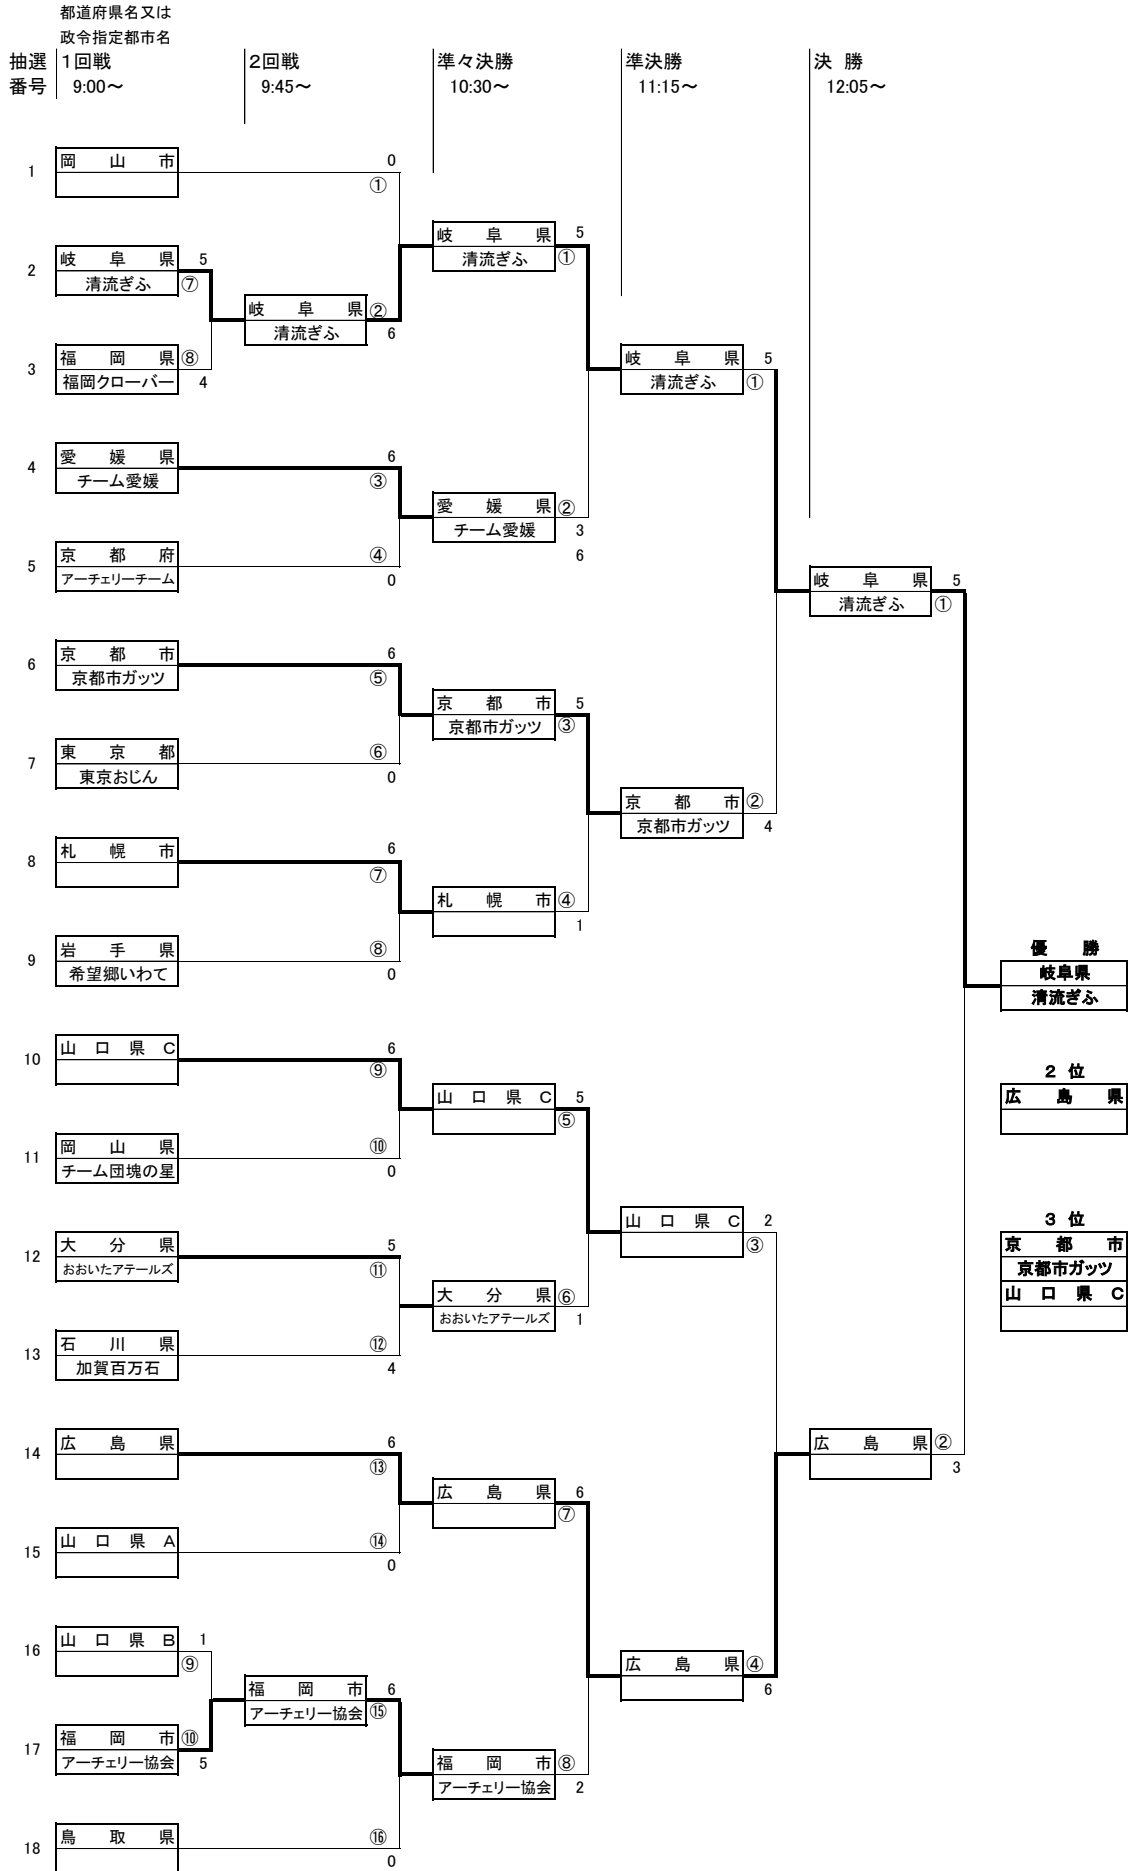 都道府県名又は
政令指定都市名
抽選 1回戦 2回戦 準々決勝 準決勝 決 勝
番号 9:00～ 9:45～ 10:30～ 11:15～ 12:05～
岡 山 市 0
1
①
岐 阜 県 5
岐 阜 県 5
2
清流ぎふ ⑦
清流ぎふ ①
岐 阜 県 ②
清流ぎふ 6
福 岡 県 ⑧
岐 阜 県 5
3
福岡クローバー 4
清流ぎふ ①
愛 媛 県 6
4
チーム愛媛 ③
愛 媛 県 ②
チーム愛媛 3
京 都 府 ④
6
5
アーチェリーチーム 0
岐 阜 県 5
清流ぎふ ①
京 都 市 6
6
京都市ガッツ ⑤
京 都 市 5
京都市ガッツ ③
東 京 都 ⑥
7
東京おじん 0
京 都 市 ②
京都市ガッツ 4
札 幌 市 6
8
⑦
札 幌 市 ④
1
岩 手 県 ⑧
9
希望郷いわて 0
優 勝
岐阜県
清流ぎふ
山 口 県 C 6
10
⑨
2 位
山 口 県 C 5
広 島 県
⑤
岡 山 県 ⑩
11
チーム団塊の星 0
山 口 県 C 2
③
3 位
大 分 県 5
京 都 市
12
おおいたアテールズ ⑪
京都市ガッツ
大 分 県 ⑥
山 口 県 C
おおいたアテールズ 1
石 川 県 ⑫
13
加賀百万石 4
広 島 県 6
広 島 県 ②
14
⑬
3
広 島 県 6
⑦
山 口 県 A ⑭
15
0
山 口 県 B 1
16
⑨
広 島 県 ④
6
福 岡 市 6
アーチェリー協会 ⑮
福 岡 市 ⑩
17
アーチェリー協会 5
福 岡 市 ⑧
アーチェリー協会 2
鳥 取 県 ⑯
18
0